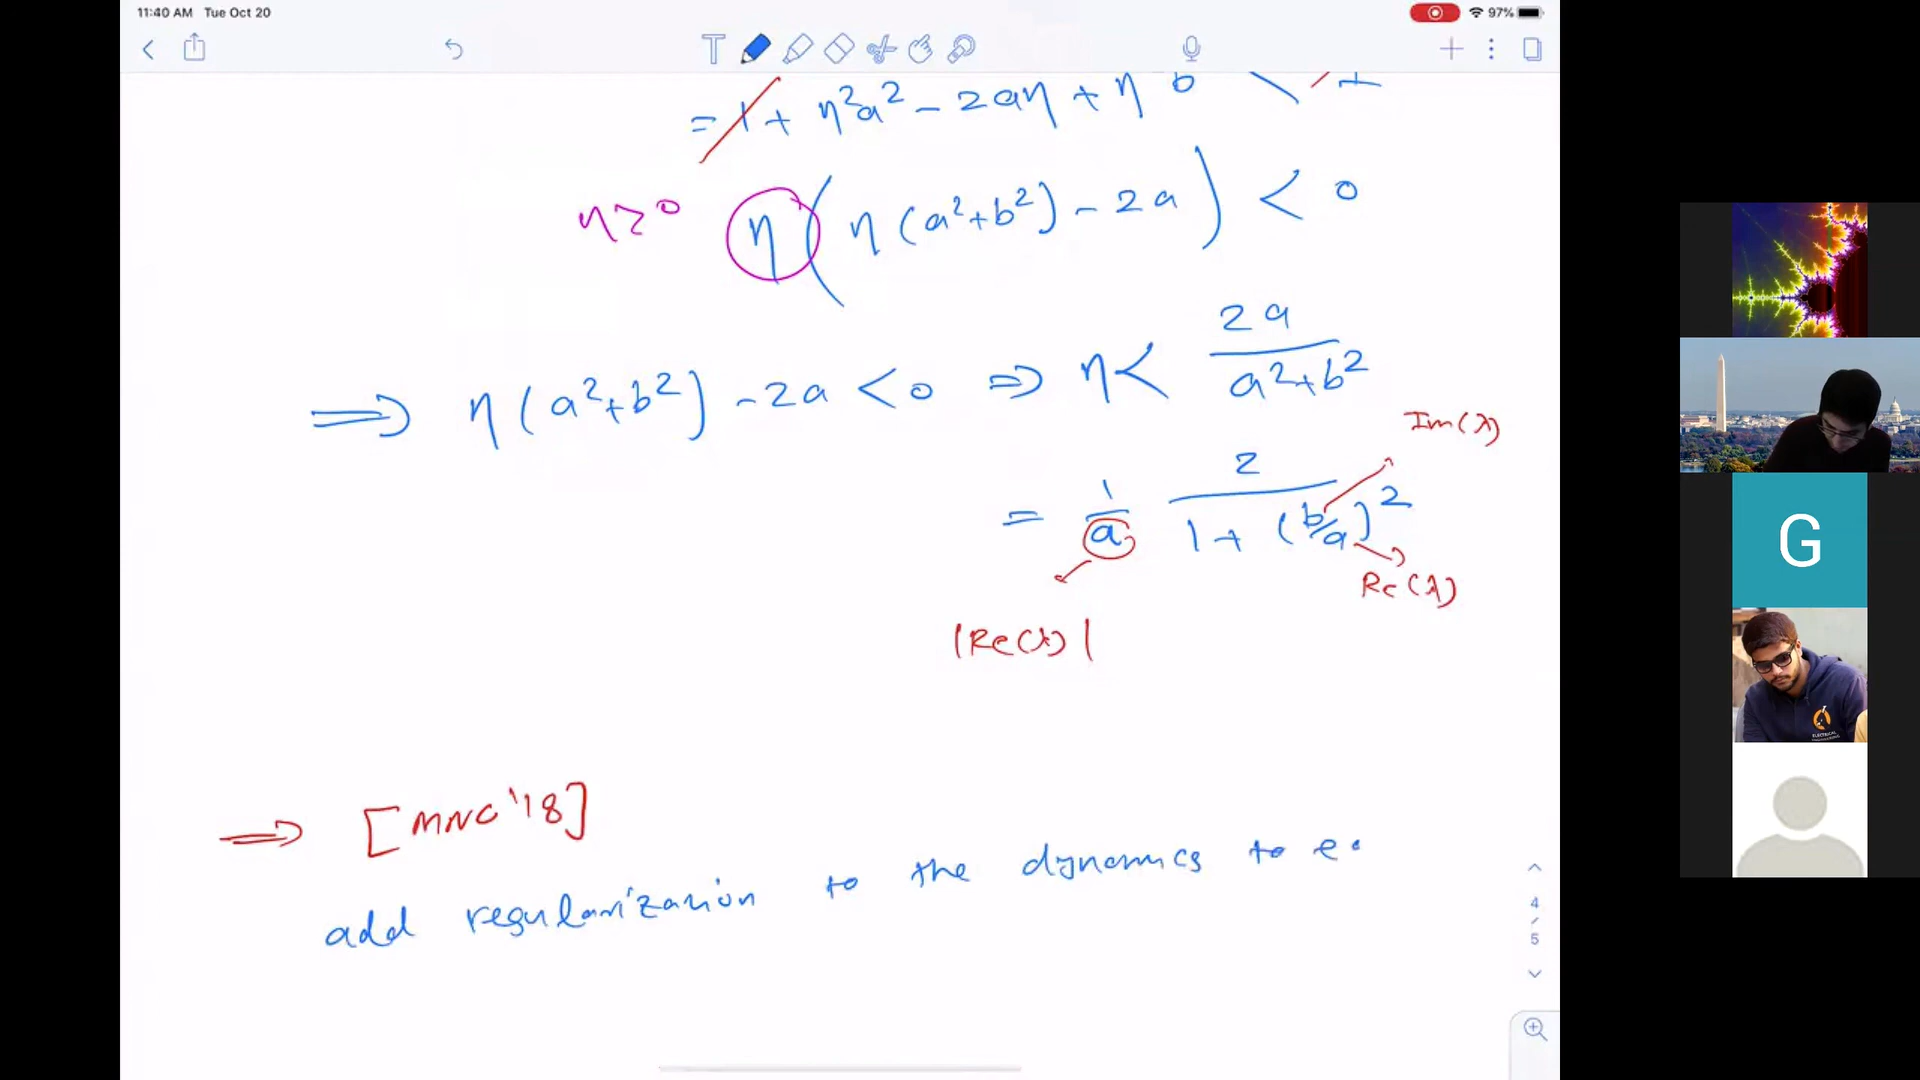 11:40 AM Tue Oct 20
97%
= 1 + η²a² - 2aη + η b
η ≥ 0 η ( η (a²+b²) - 2a ) < 0
⇒ η (a²+b²) - 2a < 0 ⇒ η < 2a / a²+b²
Im(λ)
= 1/a 2 / 1 + (b/a)²
Re(λ)
|Re(λ)|
⇒ [MNG '18]
add regularization to the dynamics to
4
/
5
G
ELECTRICAL